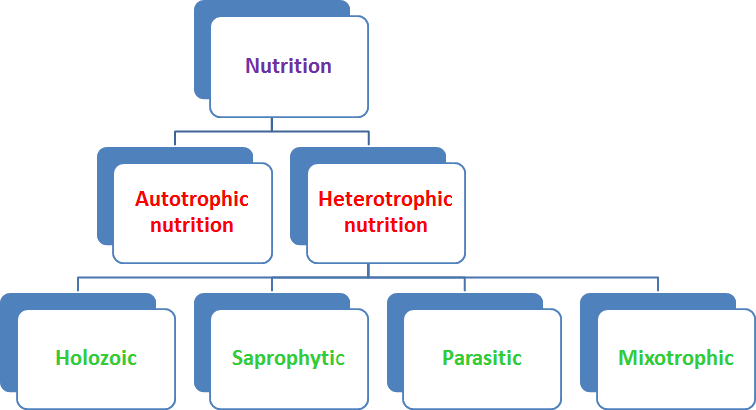 Nutrition
Autotrophic
nutrition
Heterotrophic
nutrition
Holozoic
Saprophytic
Parasitic
Mixotrophic